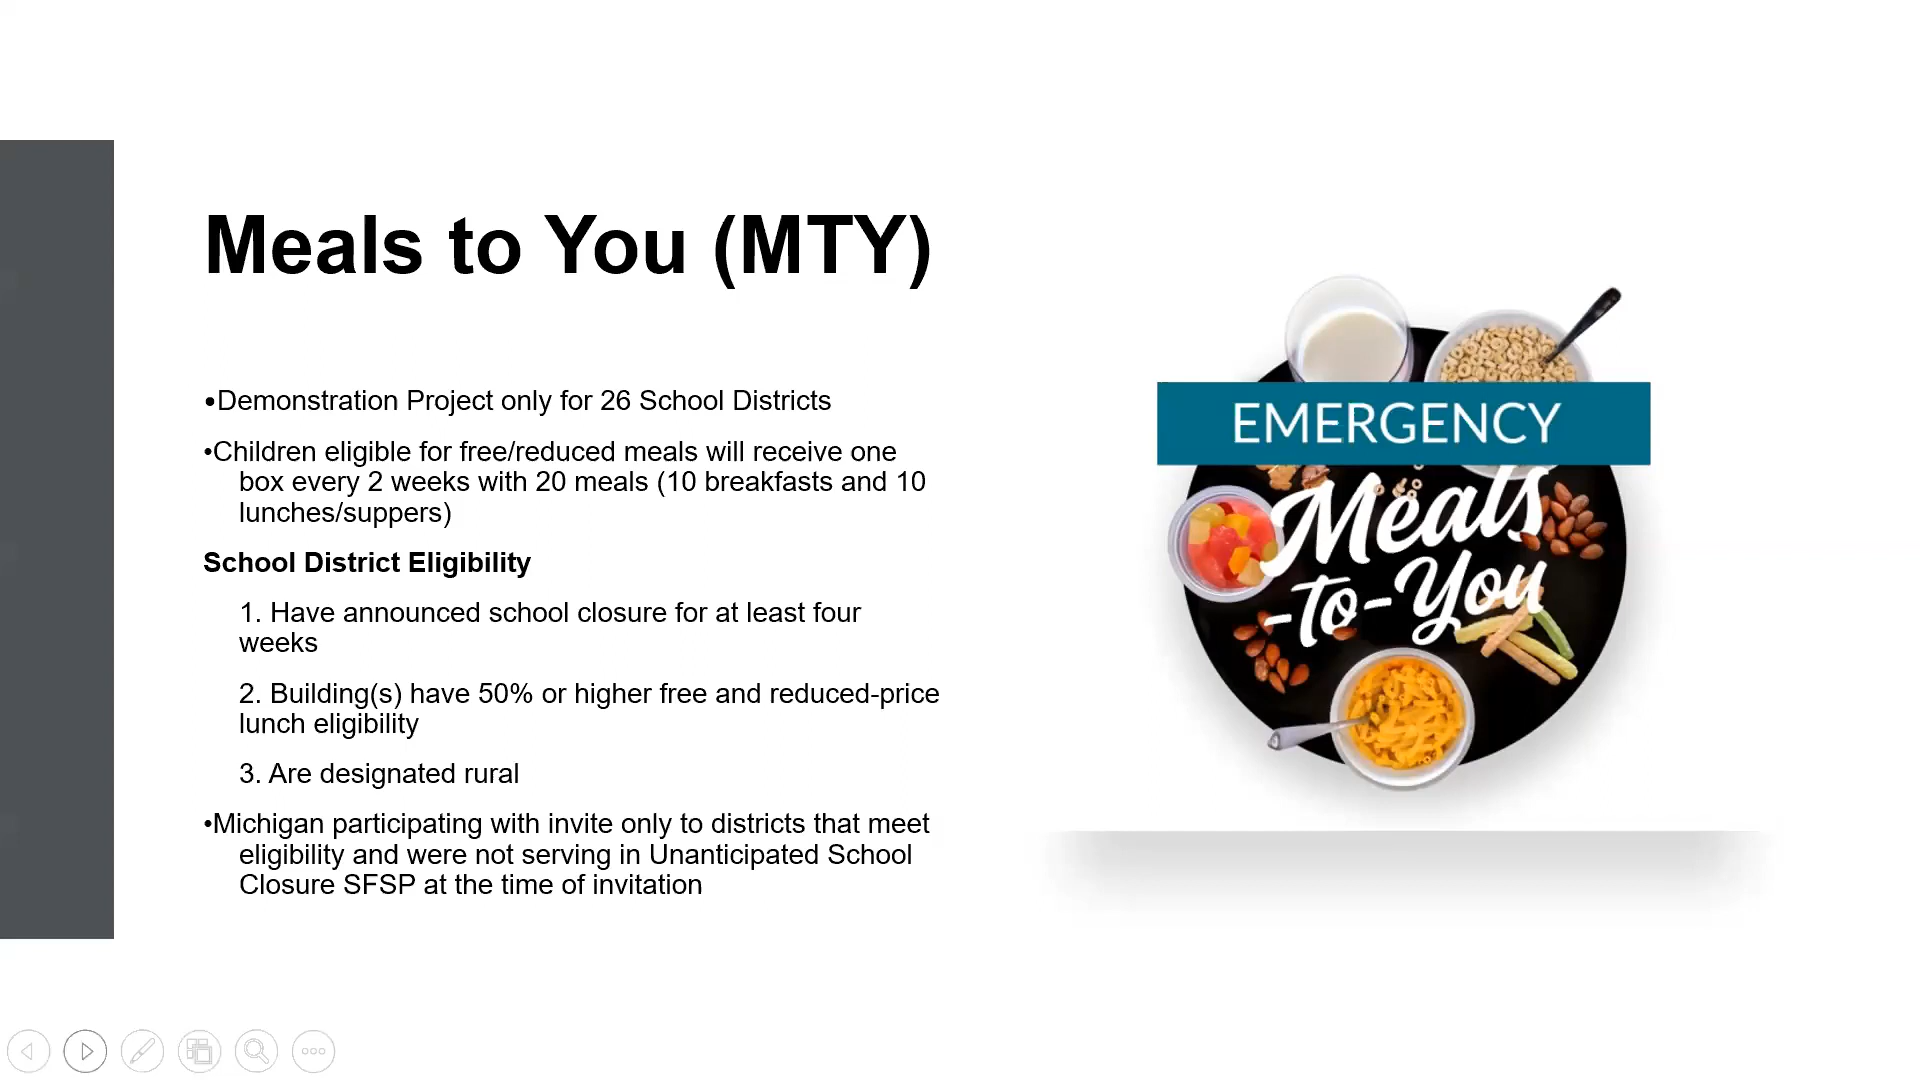 Meals to You (MTY)
•Demonstration Project only for 26 School Districts
•Children eligible for free/reduced meals will receive one
box every 2 weeks with 20 meals (10 breakfasts and 10
lunches/suppers)
School District Eligibility
1. Have announced school closure for at least four
weeks
2. Building(s) have 50% or higher free and reduced-price
lunch eligibility
3. Are designated rural
•Michigan participating with invite only to districts that meet
eligibility and were not serving in Unanticipated School
Closure SFSP at the time of invitation
EMERGENCY
Meals
-to-You